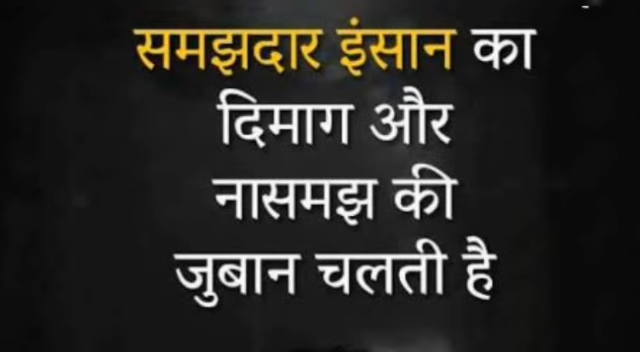 समझदार इंसान का
दिमाग और
नासमझ की
जुबान चलती है